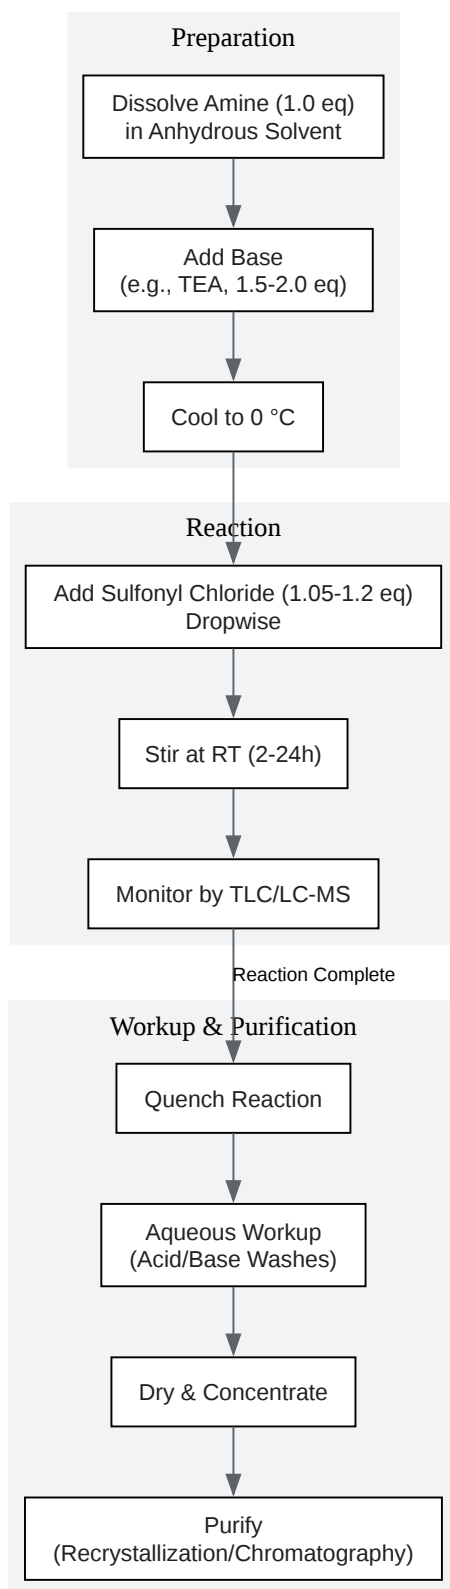 Preparation
Dissolve Amine (1.0 eq)
in Anhydrous Solvent
Add Base
(e.g., TEA, 1.5-2.0 eq)
Cool to 0 °C
Reaction
Add Sulfonyl Chloride (1.05-1.2 eq)
Dropwise
Stir at RT (2-24h)
Monitor by TLC/LC-MS
Reaction Complete
Workup & Purification
Quench Reaction
Aqueous Workup
(Acid/Base Washes)
Dry & Concentrate
Purify
(Recrystallization/Chromatography)